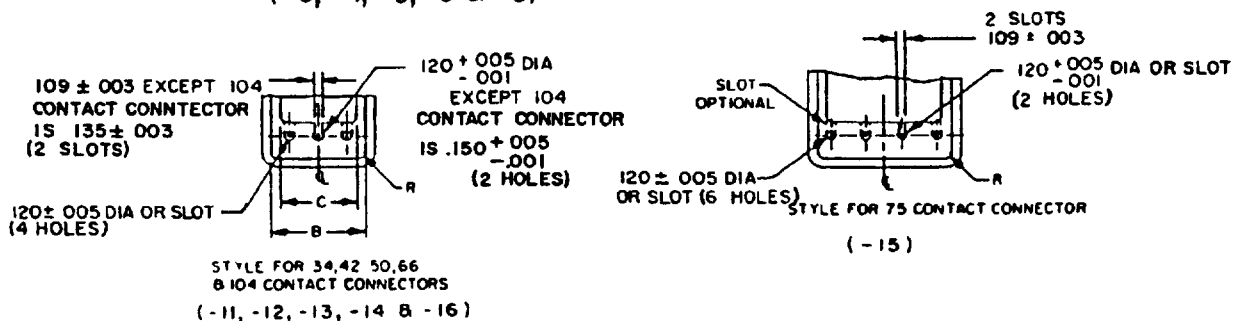 109 ± 003 EXCEPT 104
CONTACT CONNTECTOR
IS 135± 003
(2 SLOTS)
120 + 005 DIA
- 001
EXCEPT 104
CONTACT CONNECTOR
IS .150 +005
-.001
(2 HOLES)
120± 005 DIA OR SLOT
(4 HOLES)
C
B
R
STYLE FOR 34,42 50,66
& 104 CONTACT CONNECTORS
(-11, -12, -13, -14 & -16)
2 SLOTS
109 ± 003
SLOT
OPTIONAL
120 +005 DIA OR SLOT
-001
(2 HOLES)
120 ± 005 DIA
OR SLOT (6 HOLES)
R
STYLE FOR 75 CONTACT CONNECTOR
(-15)